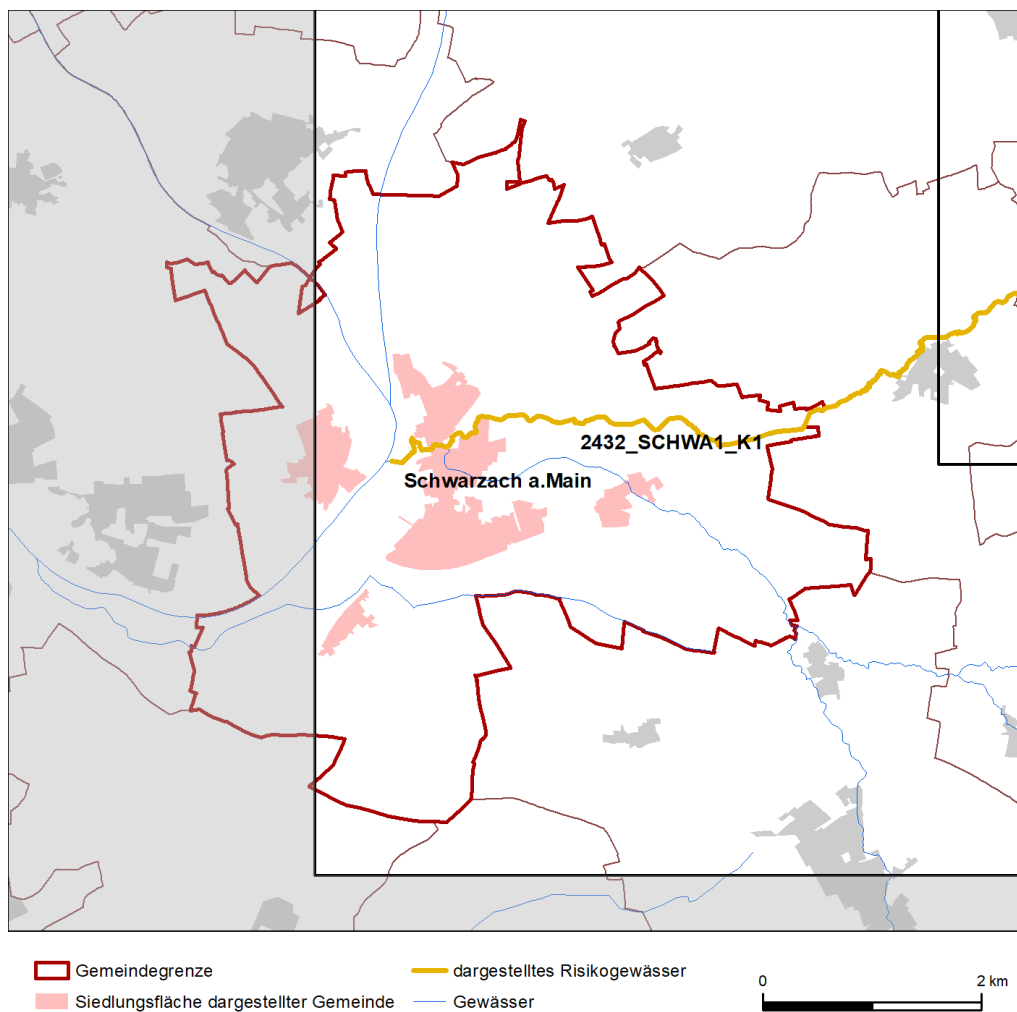 2432_SCHWA1_K1
Schwarzach a.Main
Gemeindegrenze
dargestelltes Risikogewässer
Siedlungsfläche dargestellter Gemeinde
Gewässer
0
2 km